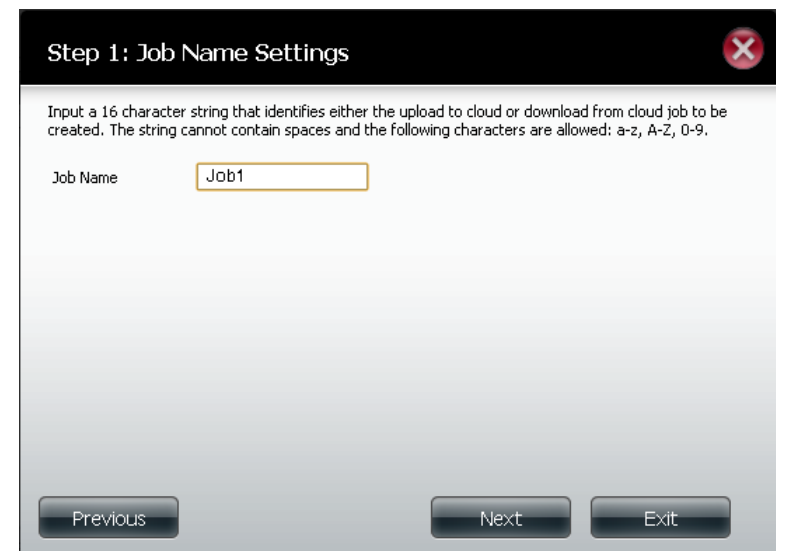 Step 1: Job Name Settings
Input a 16 character string that identifies either the upload to cloud or download from cloud job to be
created. The string cannot contain spaces and the following characters are allowed: a-z, A-Z, 0-9.
Job Name Job1
Previous Next Exit